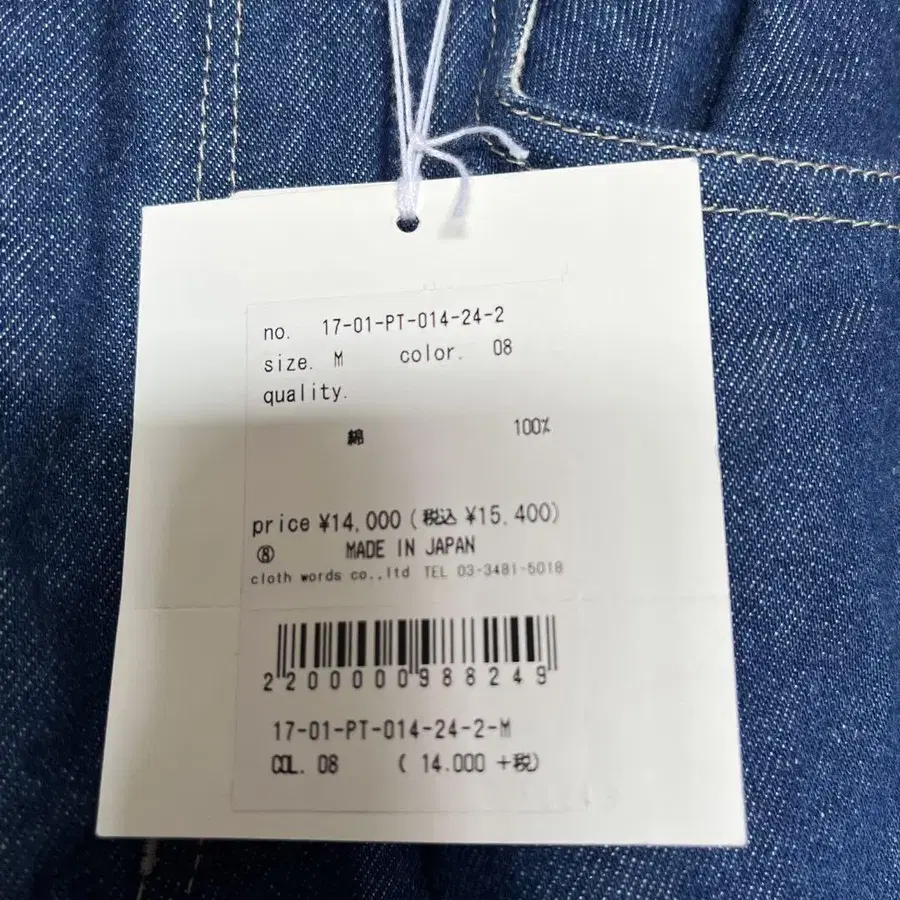 no. 17-01-PT-014-24-2
size. M color. 08
quality.
綿 100%
price ¥14,000 (税込 ¥15,400)
⑧ MADE IN JAPAN
cloth words co.,ltd TEL 03-3481-5018
2200000988249
17-01-PT-014-24-2-M
COL. 08 ( 14.000 +税)